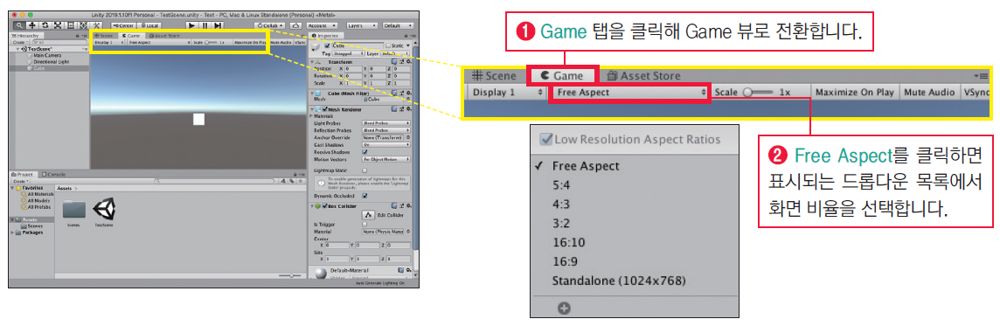 Unity 2019.1.10f1 Personal - TestScene.unity - Test - PC, Mac & Linux Standalone (Personal) <Metal>
Center Local Collab Account Layers Default
Hierarchy
Create All
TestScene*
Main Camera
Directional Light
Cube
Scene Game Asset Store
Display 1 Free Aspect Scale 1x Maximize On Play Mute Audio VSyn
Inspector
Cube Static
Tag Untagged Layer Default
Transform
Position X 0 Y 0 Z 0
Rotation X 0 Y 0 Z 0
Scale X 1 Y 1 Z 1
Cube (Mesh Filter)
Mesh Cube
Mesh Renderer
Materials
Light Probes Blend Probes
Reflection Probes Blend Probes
Anchor Override None (Transform)
Cast Shadows On
Receive Shadows
Motion Vectors Per Object Motion
Lightmap Static
To enable generation of lightmaps for this
Mesh Renderer, please enable the 'Lightmap
Static' property.
Dynamic Occluded
Box Collider
Edit Collider
Is Trigger
Material None (Physic Mater
Center
X 0 Y 0 Z 0
Size
X 1 Y 1 Z 1
Default-Material
Auto Generate Lighting On
Project Console
Create
Favorites
All Materials
All Models
All Prefabs
Assets
Scenes
Packages
Assets
Scenes TestScene
❶ Game 탭을 클릭해 Game 뷰로 전환합니다.
Scene Game Asset Store
Display 1 Free Aspect Scale 1x Maximize On Play Mute Audio VSync
Low Resolution Aspect Ratios
✓ Free Aspect
5:4
4:3
3:2
16:10
16:9
Standalone (1024x768)
❷ Free Aspect를 클릭하면
표시되는 드롭다운 목록에서
화면 비율을 선택합니다.